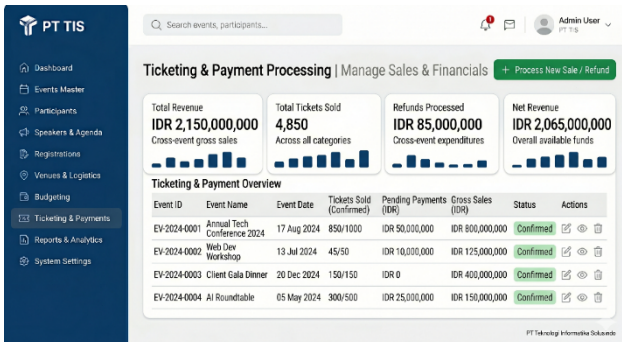 PT TIS
Search events, participants...
Admin User
PT TIS
Dashboard
Events Master
Participants
Speakers & Agenda
Registrations
Venues & Logistics
Budgeting
Ticketing & Payments
Reports & Analytics
System Settings
Ticketing & Payment Processing | Manage Sales & Financials
+ Process New Sale / Refund
Total Revenue
IDR 2,150,000,000
Cross-event gross sales
Total Tickets Sold
4,850
Across all categories
Refunds Processed
IDR 85,000,000
Cross-event expenditures
Net Revenue
IDR 2,065,000,000
Overall available funds
Ticketing & Payment Overview
Event ID Event Name Event Date Tickets Sold (Confirmed) Pending Payments (IDR) Gross Sales (IDR) Status Actions
EV-2024-0001 Annual Tech Conference 2024 17 Aug 2024 850/1000 IDR 50,000,000 IDR 800,000,000 Confirmed
EV-2024-0002 Web Dev Workshop 13 Jul 2024 45/50 IDR 10,000,000 IDR 125,000,000 Confirmed
EV-2024-0003 Client Gala Dinner 20 Dec 2024 150/150 IDR 0 IDR 400,000,000 Confirmed
EV-2024-0004 AI Roundtable 05 May 2024 300/500 IDR 25,000,000 IDR 150,000,000 Confirmed
PT Teknologi Informatika Solusindo